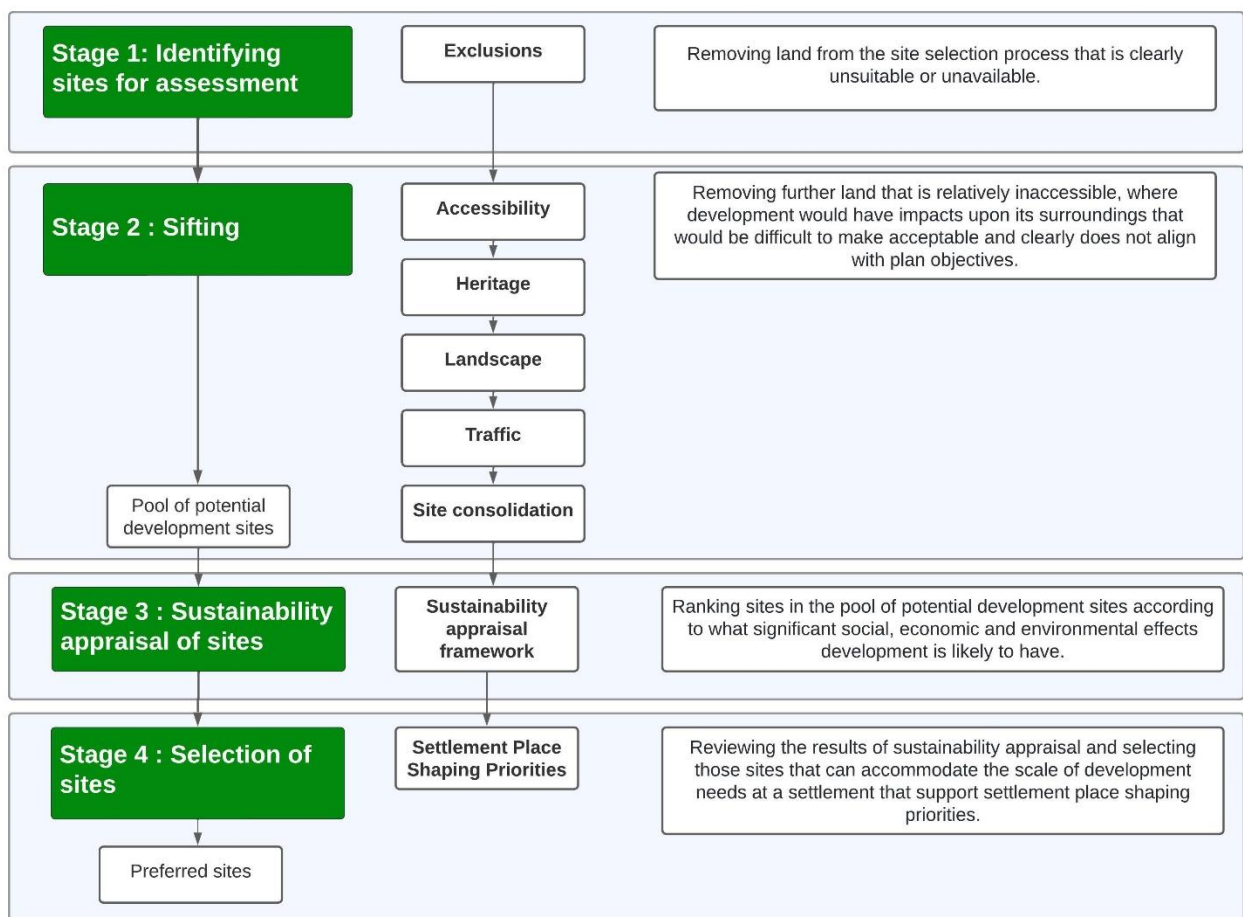 Stage 1: Identifying
sites for assessment
Exclusions
Removing land from the site selection process that is clearly
unsuitable or unavailable.
Stage 2 : Sifting
Accessibility
Removing further land that is relatively inaccessible, where
development would have impacts upon its surroundings that
would be difficult to make acceptable and clearly does not align
with plan objectives.
Heritage
Landscape
Traffic
Site consolidation
Pool of potential
development sites
Stage 3 : Sustainability
appraisal of sites
Sustainability
appraisal
framework
Ranking sites in the pool of potential development sites according
to what significant social, economic and environmental effects
development is likely to have.
Stage 4 : Selection of
sites
Settlement Place
Shaping Priorities
Reviewing the results of sustainability appraisal and selecting
those sites that can accommodate the scale of development
needs at a settlement that support settlement place shaping
priorities.
Preferred sites